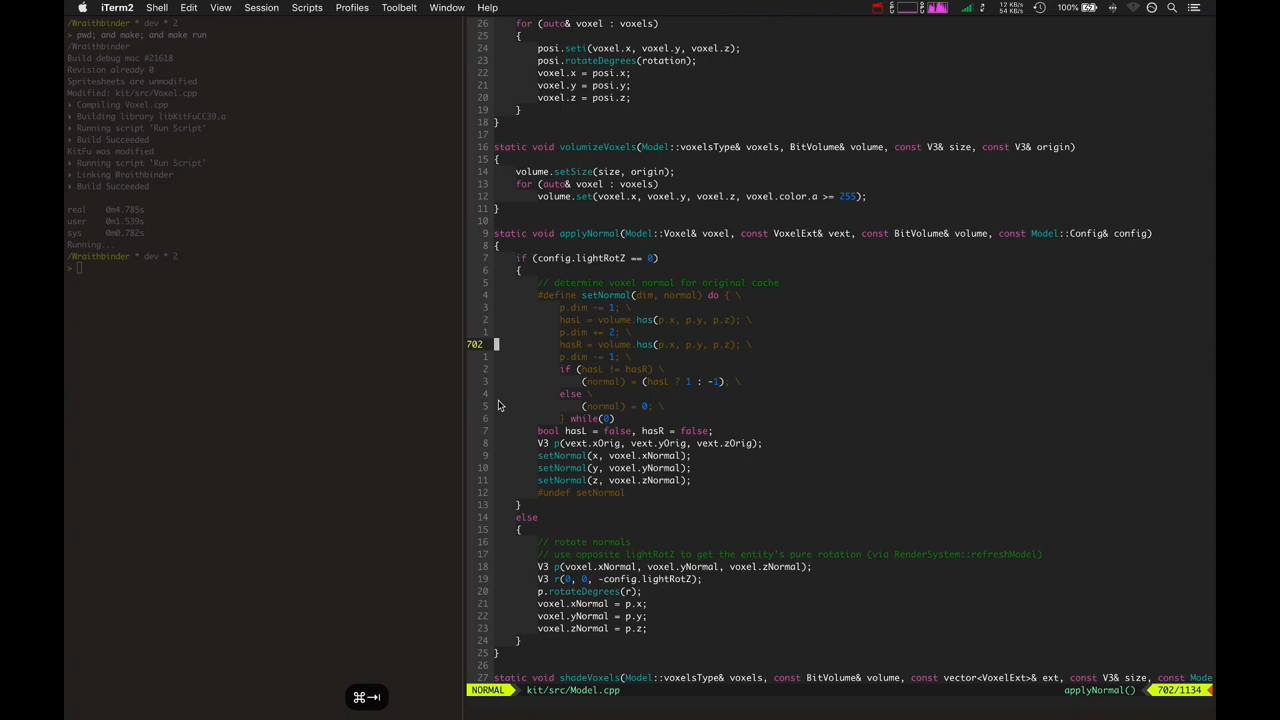 iTerm2 Shell Edit View Session Scripts Profiles Toolbelt Window Help 12 KB/s 54 KB/s 100%
/Wraithbinder * dev * 2
> pwd; and make; and make run
/Wraithbinder
Build debug mac #21618
Revision already 0
Spritesheets are unmodified
Modified: kit/src/Voxel.cpp
▸ Compiling Voxel.cpp
▸ Building library libKitFuCC39.a
▸ Running script 'Run Script'
▸ Build Succeeded
KitFu was modified
▸ Running script 'Run Script'
▸ Linking Wraithbinder
▸ Build Succeeded
real 0m4.785s
user 0m1.539s
sys 0m0.782s
Running...
/Wraithbinder * dev * 2
>
26 for (auto& voxel : voxels)
25 {
24 posi.seti(voxel.x, voxel.y, voxel.z);
23 posi.rotateDegrees(rotation);
22 voxel.x = posi.x;
21 voxel.y = posi.y;
20 voxel.z = posi.z;
19 }
18 }
17
16 static void volumizeVoxels(Model::voxelsType& voxels, BitVolume& volume, const V3& size, const V3& origin)
15 {
14 volume.setSize(size, origin);
13 for (auto& voxel : voxels)
12 volume.set(voxel.x, voxel.y, voxel.z, voxel.color.a >= 255);
11 }
10
9 static void applyNormal(Model::Voxel& voxel, const VoxelExt& vext, const BitVolume& volume, const Model::Config& config)
8 {
7 if (config.lightRotZ == 0)
6 {
5 // determine voxel normal for original cache
4 #define setNormal(dim, normal) do { \
3 p.dim -= 1; \
2 hasL = volume.has(p.x, p.y, p.z); \
1 p.dim += 2; \
702 hasR = volume.has(p.x, p.y, p.z); \
1 p.dim -= 1; \
2 if (hasL != hasR) \
3 (normal) = (hasL ? 1 : -1); \
4 else \
5 (normal) = 0; \
6 } while(0)
7 bool hasL = false, hasR = false;
8 V3 p(vext.xOrig, vext.yOrig, vext.zOrig);
9 setNormal(x, voxel.xNormal);
10 setNormal(y, voxel.yNormal);
11 setNormal(z, voxel.zNormal);
12 #undef setNormal
13 }
14 else
15 {
16 // rotate normals
17 // use opposite lightRotZ to get the entity's pure rotation (via RenderSystem::refreshModel)
18 V3 p(voxel.xNormal, voxel.yNormal, voxel.zNormal);
19 V3 r(0, 0, -config.lightRotZ);
20 p.rotateDegrees(r);
21 voxel.xNormal = p.x;
22 voxel.yNormal = p.y;
23 voxel.zNormal = p.z;
24 }
25 }
26
27 static void shadeVoxels(Model::voxelsType& voxels, const BitVolume& volume, const vector<VoxelExt>& ext, const V3& size, const Mode
NORMAL kit/src/Model.cpp applyNormal() 702/1134
⌘⇥